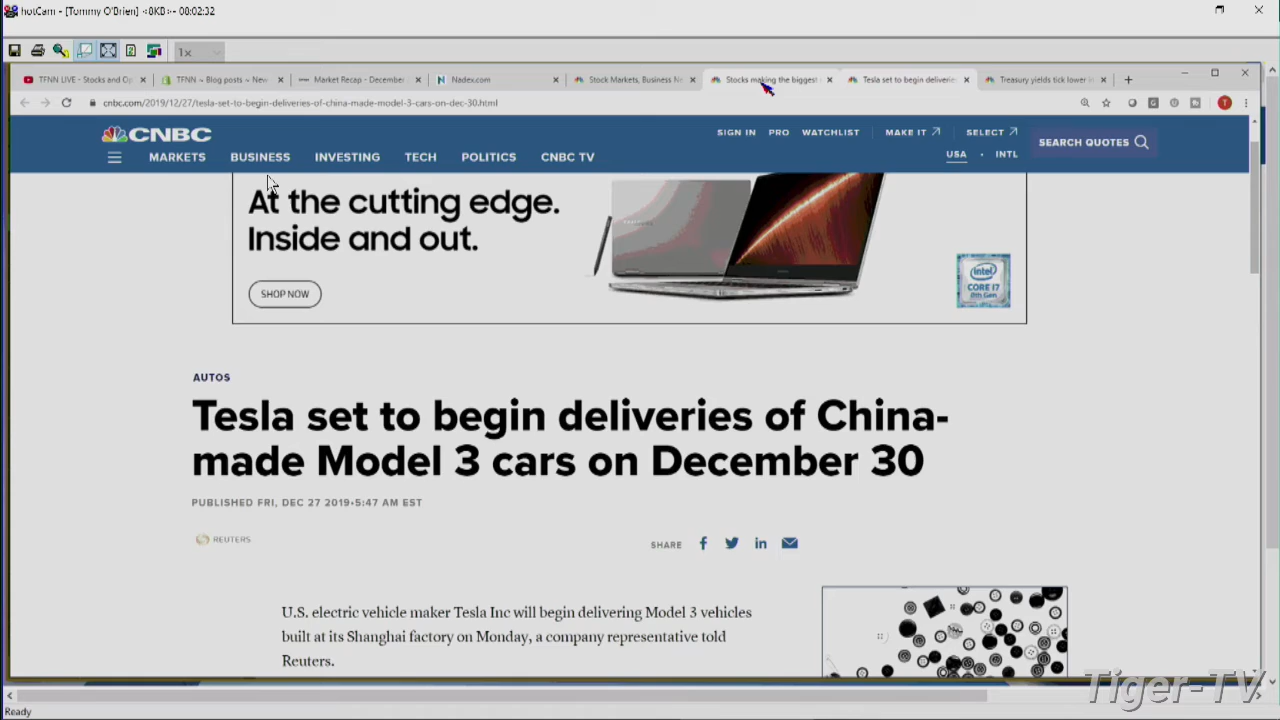 hotCam - [Tommy O'Brien] <8KB> - 08:02:32
1x
TFNN LIVE - Stocks and Op
TFNN ~ Blog posts ~ New
Market Recap - December
Nadex.com
Stock Markets, Business Ne
Stocks making the biggest
Tesla set to begin deliverie
Treasury yields tick lower i
cnbc.com/2019/12/27/tesla-set-to-begin-deliveries-of-china-made-model-3-cars-on-dec-30.html
T
CNBC
SIGN IN PRO WATCHLIST MAKE IT SELECT
SEARCH QUOTES
USA · INTL
MARKETS BUSINESS INVESTING TECH POLITICS CNBC TV
At the cutting edge.
Inside and out.
SHOP NOW
intel
CORE i7
8th Gen
AUTOS
Tesla set to begin deliveries of China-
made Model 3 cars on December 30
PUBLISHED FRI, DEC 27 2019•5:47 AM EST
REUTERS
SHARE
U.S. electric vehicle maker Tesla Inc will begin delivering Model 3 vehicles
built at its Shanghai factory on Monday, a company representative told
Reuters.
Tiger-TV
Ready